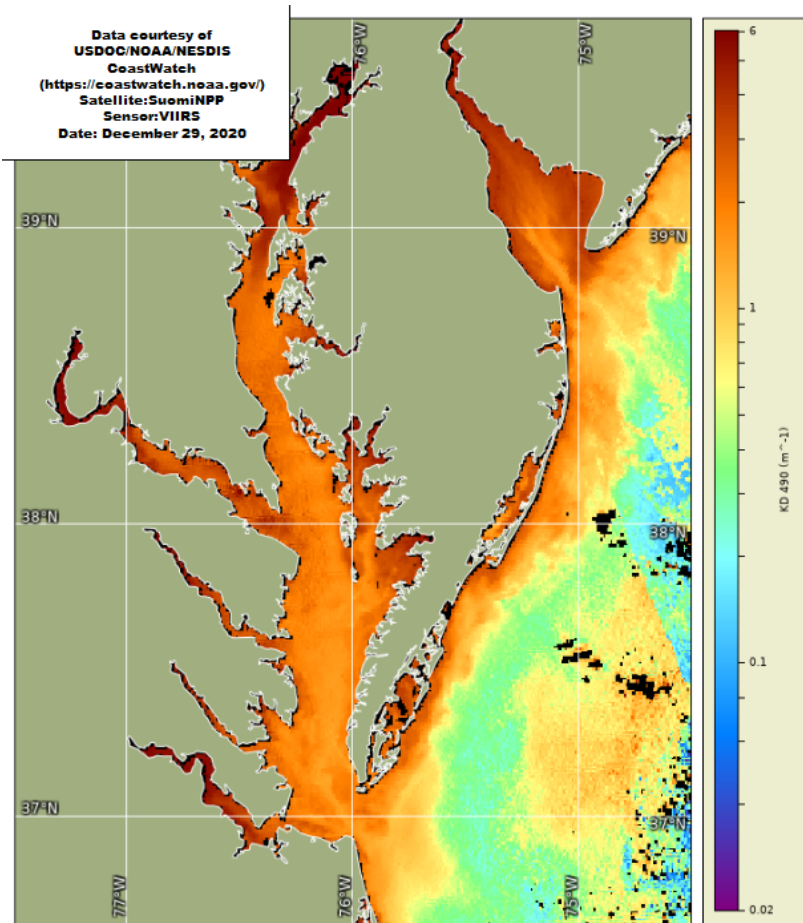 Data courtesy of
USDOC/NOAA/NESDIS
CoastWatch
(https://coastwatch.noaa.gov/)
Satellite:SuomiNPP
Sensor:VIIRS
Date: December 29, 2020
76°W
75°W
6
39°N
39°N
1
KD 490 (m^-1)
38°N
38°N
0.1
37°N
37°N
77°W
76°W
75°W
0.02